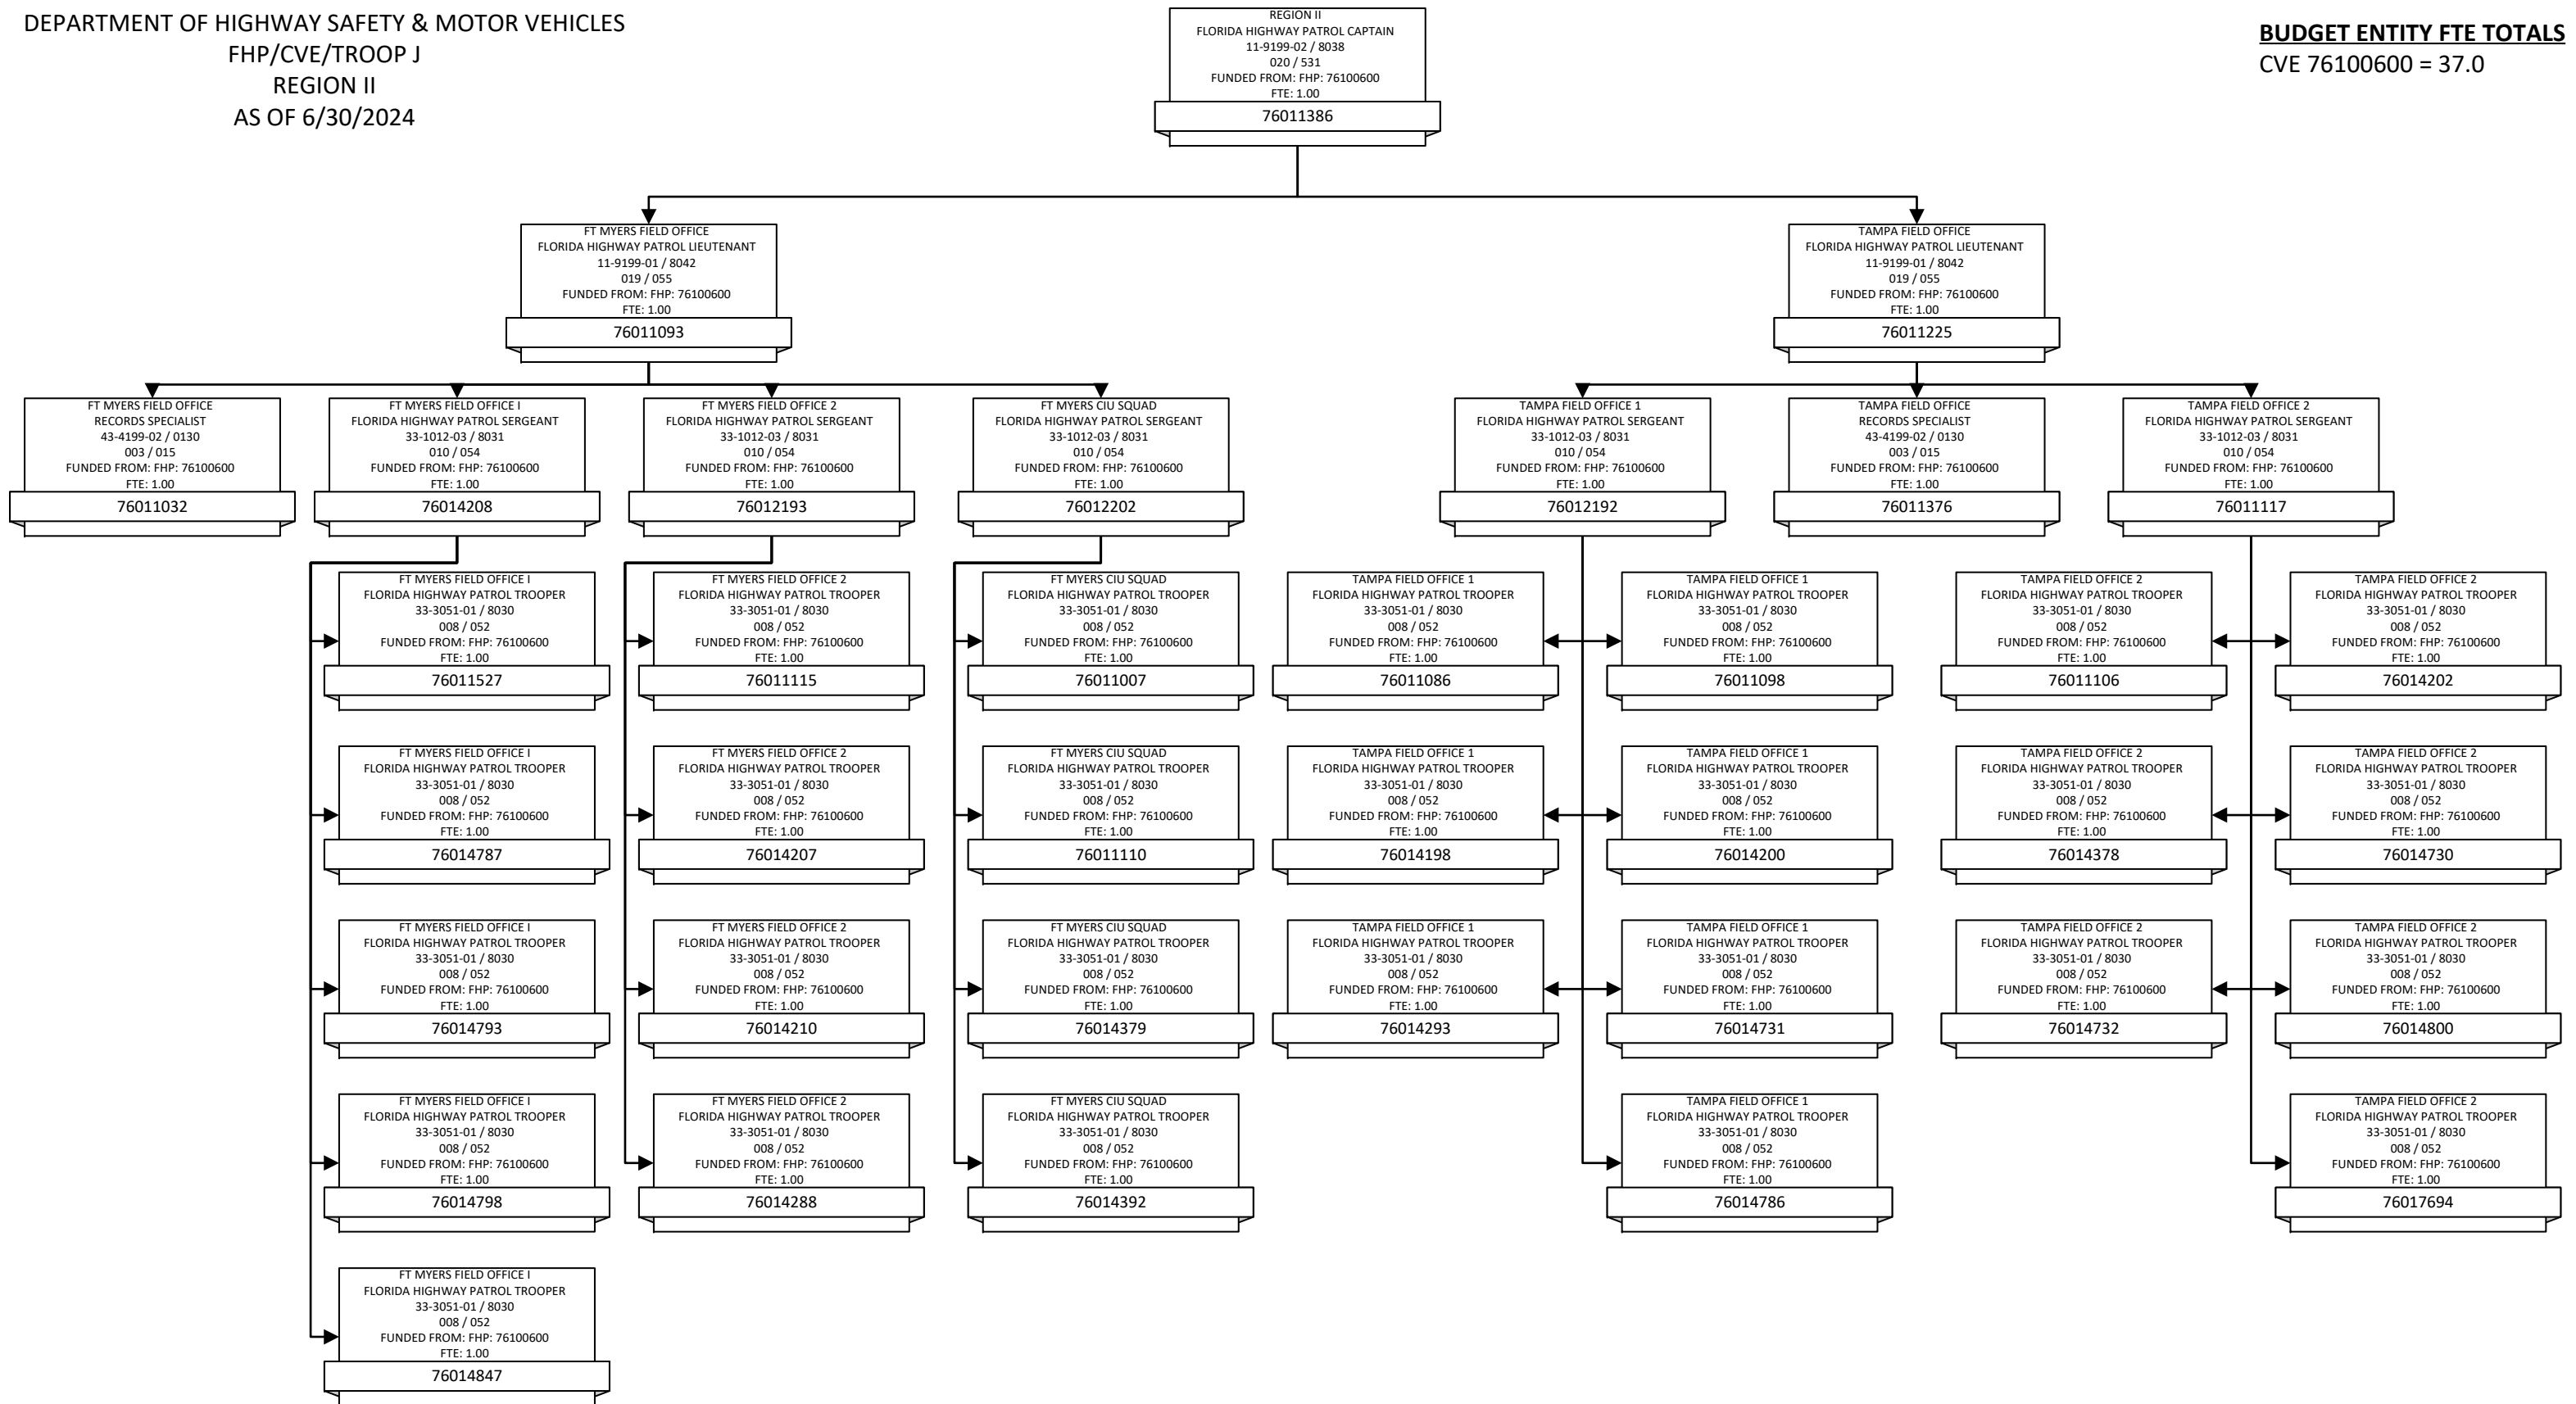 DEPARTMENT OF HIGHWAY SAFETY & MOTOR VEHICLES
FHP/CVE/TROOP J
REGION II
AS OF 6/30/2024
BUDGET ENTITY FTE TOTALS
CVE 76100600 = 37.0
REGION II
FLORIDA HIGHWAY PATROL CAPTAIN
11-9199-02 / 8038
020 / 531
FUNDED FROM: FHP: 76100600
FTE: 1.00
76011386
FT MYERS FIELD OFFICE
FLORIDA HIGHWAY PATROL LIEUTENANT
11-9199-01 / 8042
019 / 055
FUNDED FROM: FHP: 76100600
FTE: 1.00
76011093
TAMPA FIELD OFFICE
FLORIDA HIGHWAY PATROL LIEUTENANT
11-9199-01 / 8042
019 / 055
FUNDED FROM: FHP: 76100600
FTE: 1.00
76011225
FT MYERS FIELD OFFICE
RECORDS SPECIALIST
43-4199-02 / 0130
003 / 015
FUNDED FROM: FHP: 76100600
FTE: 1.00
76011032
FT MYERS FIELD OFFICE I
FLORIDA HIGHWAY PATROL SERGEANT
33-1012-03 / 8031
010 / 054
FUNDED FROM: FHP: 76100600
FTE: 1.00
76014208
FT MYERS FIELD OFFICE 2
FLORIDA HIGHWAY PATROL SERGEANT
33-1012-03 / 8031
010 / 054
FUNDED FROM: FHP: 76100600
FTE: 1.00
76012193
FT MYERS CIU SQUAD
FLORIDA HIGHWAY PATROL SERGEANT
33-1012-03 / 8031
010 / 054
FUNDED FROM: FHP: 76100600
FTE: 1.00
76012202
TAMPA FIELD OFFICE 1
FLORIDA HIGHWAY PATROL SERGEANT
33-1012-03 / 8031
010 / 054
FUNDED FROM: FHP: 76100600
FTE: 1.00
76012192
TAMPA FIELD OFFICE
RECORDS SPECIALIST
43-4199-02 / 0130
003 / 015
FUNDED FROM: FHP: 76100600
FTE: 1.00
76011376
TAMPA FIELD OFFICE 2
FLORIDA HIGHWAY PATROL SERGEANT
33-1012-03 / 8031
010 / 054
FUNDED FROM: FHP: 76100600
FTE: 1.00
76011117
FT MYERS FIELD OFFICE I
FLORIDA HIGHWAY PATROL TROOPER
33-3051-01 / 8030
008 / 052
FUNDED FROM: FHP: 76100600
FTE: 1.00
76011527
FT MYERS FIELD OFFICE 2
FLORIDA HIGHWAY PATROL TROOPER
33-3051-01 / 8030
008 / 052
FUNDED FROM: FHP: 76100600
FTE: 1.00
76011115
FT MYERS CIU SQUAD
FLORIDA HIGHWAY PATROL TROOPER
33-3051-01 / 8030
008 / 052
FUNDED FROM: FHP: 76100600
FTE: 1.00
76011007
TAMPA FIELD OFFICE 1
FLORIDA HIGHWAY PATROL TROOPER
33-3051-01 / 8030
008 / 052
FUNDED FROM: FHP: 76100600
FTE: 1.00
76011086
TAMPA FIELD OFFICE 1
FLORIDA HIGHWAY PATROL TROOPER
33-3051-01 / 8030
008 / 052
FUNDED FROM: FHP: 76100600
FTE: 1.00
76011098
TAMPA FIELD OFFICE 2
FLORIDA HIGHWAY PATROL TROOPER
33-3051-01 / 8030
008 / 052
FUNDED FROM: FHP: 76100600
FTE: 1.00
76011106
TAMPA FIELD OFFICE 2
FLORIDA HIGHWAY PATROL TROOPER
33-3051-01 / 8030
008 / 052
FUNDED FROM: FHP: 76100600
FTE: 1.00
76014202
FT MYERS FIELD OFFICE I
FLORIDA HIGHWAY PATROL TROOPER
33-3051-01 / 8030
008 / 052
FUNDED FROM: FHP: 76100600
FTE: 1.00
76014787
FT MYERS FIELD OFFICE 2
FLORIDA HIGHWAY PATROL TROOPER
33-3051-01 / 8030
008 / 052
FUNDED FROM: FHP: 76100600
FTE: 1.00
76014207
FT MYERS CIU SQUAD
FLORIDA HIGHWAY PATROL TROOPER
33-3051-01 / 8030
008 / 052
FUNDED FROM: FHP: 76100600
FTE: 1.00
76011110
TAMPA FIELD OFFICE 1
FLORIDA HIGHWAY PATROL TROOPER
33-3051-01 / 8030
008 / 052
FUNDED FROM: FHP: 76100600
FTE: 1.00
76014198
TAMPA FIELD OFFICE 1
FLORIDA HIGHWAY PATROL TROOPER
33-3051-01 / 8030
008 / 052
FUNDED FROM: FHP: 76100600
FTE: 1.00
76014200
TAMPA FIELD OFFICE 2
FLORIDA HIGHWAY PATROL TROOPER
33-3051-01 / 8030
008 / 052
FUNDED FROM: FHP: 76100600
FTE: 1.00
76014378
TAMPA FIELD OFFICE 2
FLORIDA HIGHWAY PATROL TROOPER
33-3051-01 / 8030
008 / 052
FUNDED FROM: FHP: 76100600
FTE: 1.00
76014730
FT MYERS FIELD OFFICE I
FLORIDA HIGHWAY PATROL TROOPER
33-3051-01 / 8030
008 / 052
FUNDED FROM: FHP: 76100600
FTE: 1.00
76014793
FT MYERS FIELD OFFICE 2
FLORIDA HIGHWAY PATROL TROOPER
33-3051-01 / 8030
008 / 052
FUNDED FROM: FHP: 76100600
FTE: 1.00
76014210
FT MYERS CIU SQUAD
FLORIDA HIGHWAY PATROL TROOPER
33-3051-01 / 8030
008 / 052
FUNDED FROM: FHP: 76100600
FTE: 1.00
76014379
TAMPA FIELD OFFICE 1
FLORIDA HIGHWAY PATROL TROOPER
33-3051-01 / 8030
008 / 052
FUNDED FROM: FHP: 76100600
FTE: 1.00
76014293
TAMPA FIELD OFFICE 1
FLORIDA HIGHWAY PATROL TROOPER
33-3051-01 / 8030
008 / 052
FUNDED FROM: FHP: 76100600
FTE: 1.00
76014731
TAMPA FIELD OFFICE 2
FLORIDA HIGHWAY PATROL TROOPER
33-3051-01 / 8030
008 / 052
FUNDED FROM: FHP: 76100600
FTE: 1.00
76014732
TAMPA FIELD OFFICE 2
FLORIDA HIGHWAY PATROL TROOPER
33-3051-01 / 8030
008 / 052
FUNDED FROM: FHP: 76100600
FTE: 1.00
76014800
FT MYERS FIELD OFFICE I
FLORIDA HIGHWAY PATROL TROOPER
33-3051-01 / 8030
008 / 052
FUNDED FROM: FHP: 76100600
FTE: 1.00
76014798
FT MYERS FIELD OFFICE 2
FLORIDA HIGHWAY PATROL TROOPER
33-3051-01 / 8030
008 / 052
FUNDED FROM: FHP: 76100600
FTE: 1.00
76014288
FT MYERS CIU SQUAD
FLORIDA HIGHWAY PATROL TROOPER
33-3051-01 / 8030
008 / 052
FUNDED FROM: FHP: 76100600
FTE: 1.00
76014392
TAMPA FIELD OFFICE 1
FLORIDA HIGHWAY PATROL TROOPER
33-3051-01 / 8030
008 / 052
FUNDED FROM: FHP: 76100600
FTE: 1.00
76014786
TAMPA FIELD OFFICE 2
FLORIDA HIGHWAY PATROL TROOPER
33-3051-01 / 8030
008 / 052
FUNDED FROM: FHP: 76100600
FTE: 1.00
76017694
FT MYERS FIELD OFFICE I
FLORIDA HIGHWAY PATROL TROOPER
33-3051-01 / 8030
008 / 052
FUNDED FROM: FHP: 76100600
FTE: 1.00
76014847